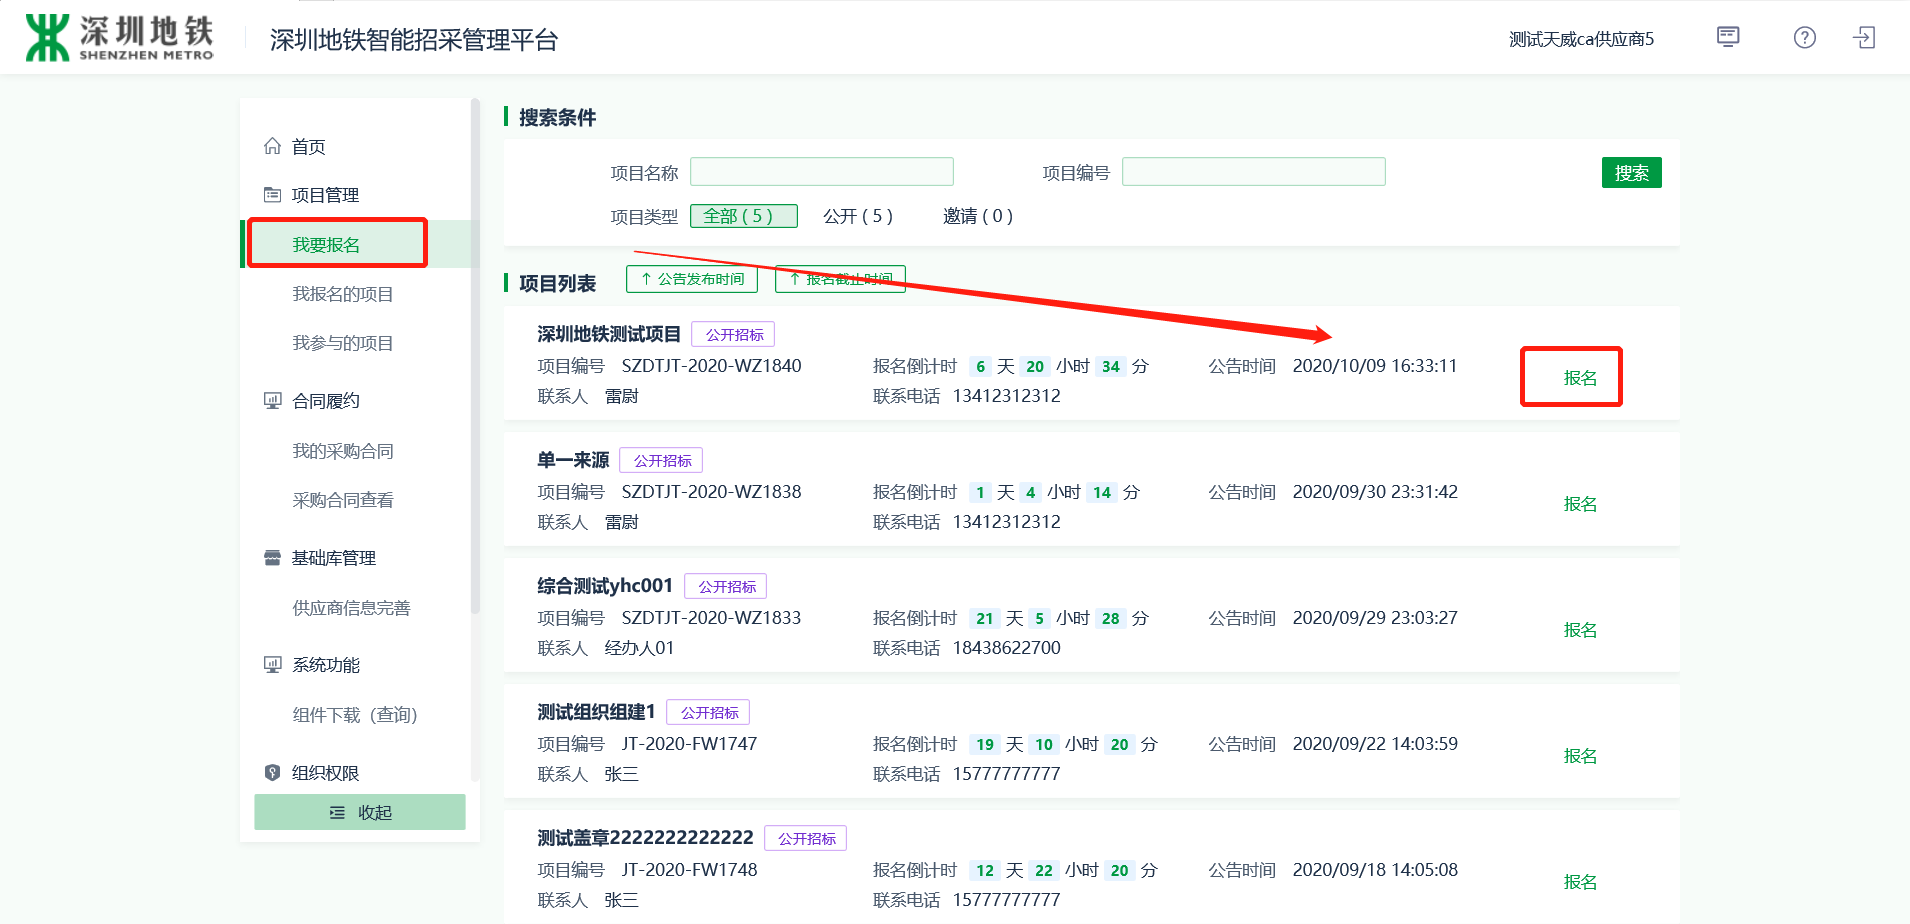 深圳地铁
SHENZHEN METRO
深圳地铁智能招采管理平台
测试天威ca供应商5
首页
项目管理
我要报名
我报名的项目
我参与的项目
合同履约
我的采购合同
采购合同查看
基础库管理
供应商信息完善
系统功能
组件下载（查询）
组织权限
收起
搜索条件
项目名称
项目编号
搜索
项目类型 全部 ( 5 ) 公开 ( 5 ) 邀请 ( 0 )
项目列表 ↑ 公告发布时间 ↑ 报名截止时间
深圳地铁测试项目 公开招标
项目编号 SZDTJT-2020-WZ1840 报名倒计时 6 天 20 小时 34 分 公告时间 2020/10/09 16:33:11
报名
联系人 雷尉 联系电话 13412312312
单一来源 公开招标
项目编号 SZDTJT-2020-WZ1838 报名倒计时 1 天 4 小时 14 分 公告时间 2020/09/30 23:31:42
报名
联系人 雷尉 联系电话 13412312312
综合测试yhc001 公开招标
项目编号 SZDTJT-2020-WZ1833 报名倒计时 21 天 5 小时 28 分 公告时间 2020/09/29 23:03:27
报名
联系人 经办人01 联系电话 18438622700
测试组织组建1 公开招标
项目编号 JT-2020-FW1747 报名倒计时 19 天 10 小时 20 分 公告时间 2020/09/22 14:03:59
报名
联系人 张三 联系电话 15777777777
测试盖章2222222222222 公开招标
项目编号 JT-2020-FW1748 报名倒计时 12 天 22 小时 20 分 公告时间 2020/09/18 14:05:08
报名
联系人 张三 联系电话 15777777777